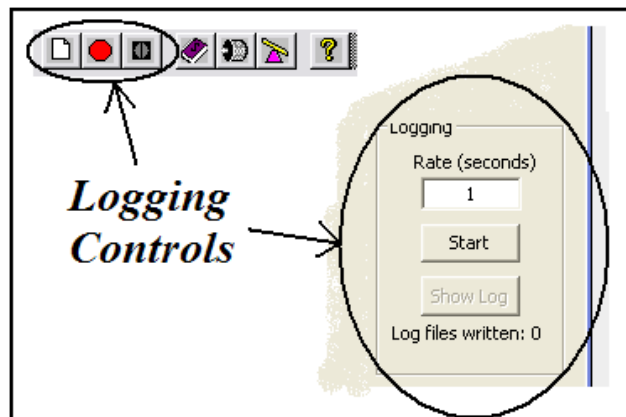 ?
Logging
Rate (seconds)
1
Logging
Controls
Start
Show Log
Log files written: 0